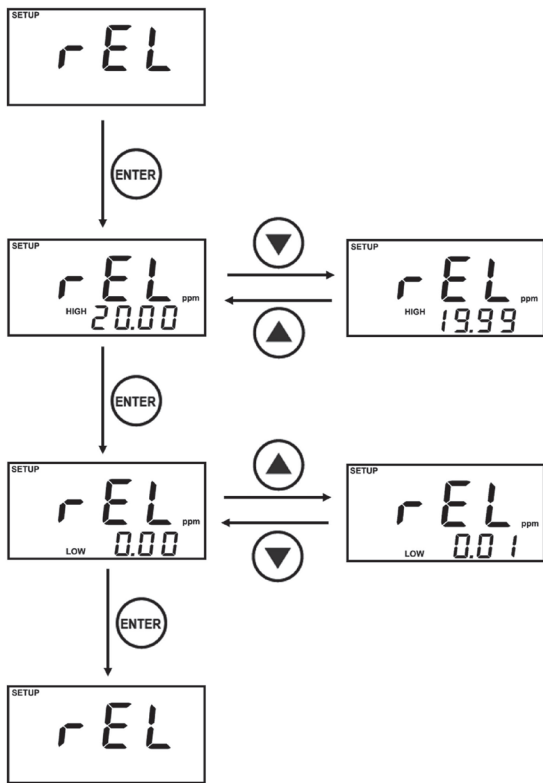 SETUP
rEL
ENTER
SETUP
rEL
ppm
HIGH 20.00
SETUP
rEL
ppm
HIGH 19.99
ENTER
SETUP
rEL
ppm
LOW 0.00
SETUP
rEL
ppm
LOW 0.01
ENTER
SETUP
rEL